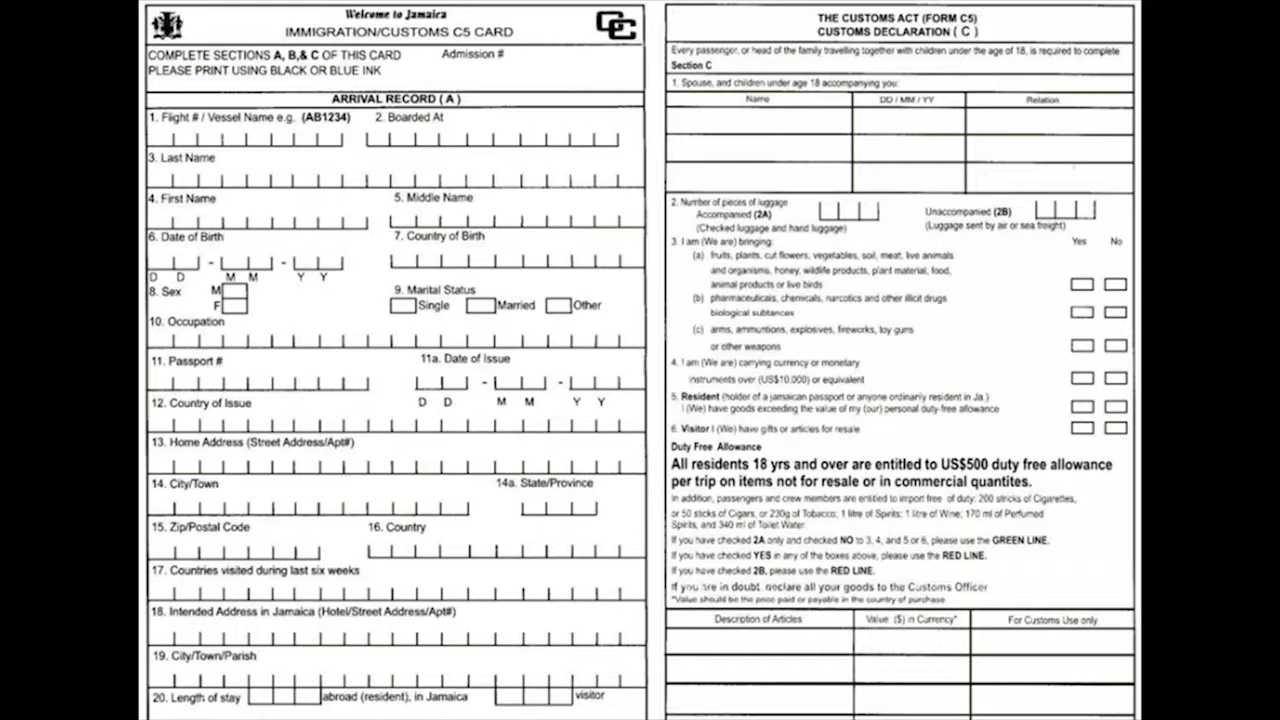 Welcome to Jamaica
IMMIGRATION/CUSTOMS C5 CARD
COMPLETE SECTIONS A, B,& C OF THIS CARD Admission #
PLEASE PRINT USING BLACK OR BLUE INK
ARRIVAL RECORD ( A )
1. Flight # / Vessel Name e.g. (AB1234) 2. Boarded At
3. Last Name
4. First Name 5. Middle Name
6. Date of Birth 7. Country of Birth
D D M M Y Y
8. Sex M 9. Marital Status
F Single Married Other
10. Occupation
11. Passport # 11a. Date of Issue
D D M M Y Y
12. Country of Issue
13. Home Address (Street Address/Apt#)
14. City/Town 14a. State/Province
15. Zip/Postal Code 16. Country
17. Countries visited during last six weeks
18. Intended Address in Jamaica (Hotel/Street Address/Apt#)
19. City/Town/Parish
20. Length of stay abroad (resident), in Jamaica visitor
THE CUSTOMS ACT (FORM C5)
CUSTOMS DECLARATION ( C )
Every passenger, or head of the family travelling together with children under the age of 18, is required to complete
Section C
1. Spouse, and children under age 18 accompanying you:
Name DD / MM / YY Relation
2. Number of pieces of luggage
Accompanied (2A) Unaccompanied (2B)
(Checked luggage and hand luggage) (Luggage sent by air or sea freight)
3. I am (We are) bringing: Yes No
(a) fruits, plants, cut flowers, vegetables, soil, meat, live animals
and organisms, honey, wildlife products, plant material, food,
animal products or live birds
(b) pharmaceuticals, chemicals, narcotics and other illicit drugs
biological subtances
(c) arms, ammuntions, explosives, fireworks, toy guns
or other weapons
4. I am (We are) carrying currency or monetary
instruments over (US$10,000) or equivalent
5. Resident (holder of a jamaican passport or anyone ordinarily resident in Ja.)
I (We) have goods exceeding the value of my (our) personal duty-free allowance
6. Visitor I (We) have gifts or articles for resale
Duty Free Allowance
All residents 18 yrs and over are entitled to US$500 duty free allowance
per trip on items not for resale or in commercial quantites.
In addition, passengers and crew members are entitled to import free of duty: 200 stricks of Cigarettes,
or 50 sticks of Cigars, or 230g of Tobacco; 1 litre of Spirits; 1 litre of Wine; 170 ml of Perfumed
Spirits, and 340 ml of Toilet Water.
If you have checked 2A only and checked NO to 3, 4, and 5 or 6, please use the GREEN LINE.
If you have checked YES in any of the boxes above, please use the RED LINE.
If you have checked 2B, please use the RED LINE.
If you are in doubt, declare all your goods to the Customs Officer
*Value should be the price paid or payable in the country of purchase
Description of Articles Value ($) in Currency* For Customs Use only